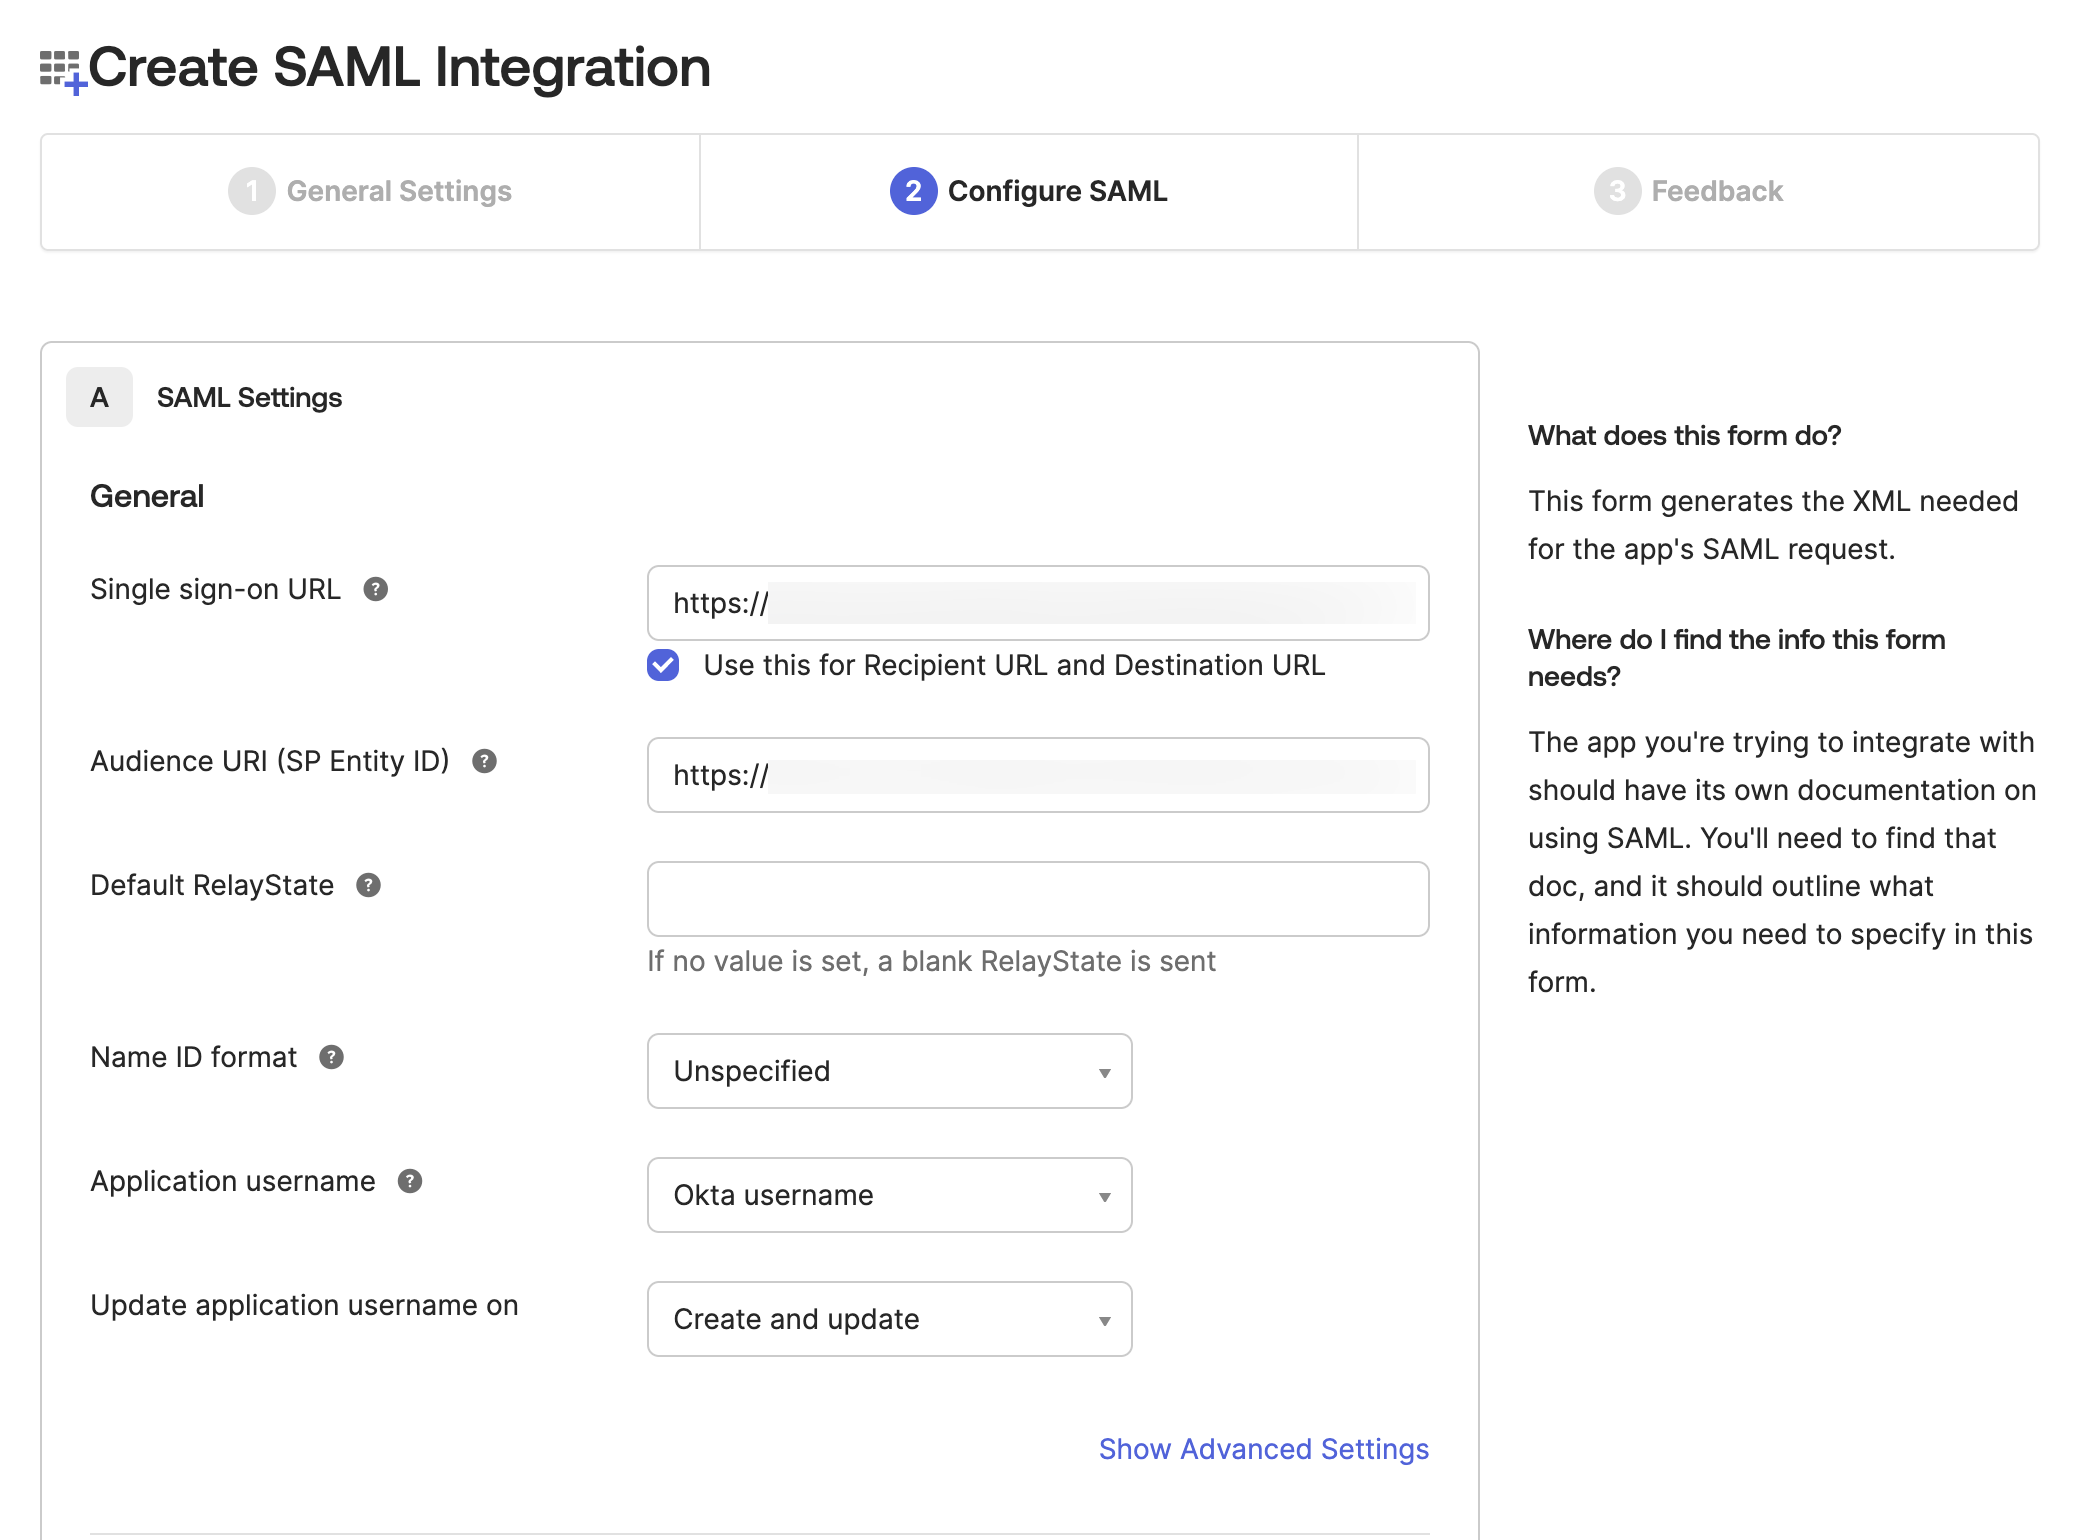 Create SAML Integration
1 General Settings
2 Configure SAML
3 Feedback
A SAML Settings
General
Single sign-on URL ?
https://
Use this for Recipient URL and Destination URL
Audience URI (SP Entity ID) ?
https://
Default RelayState ?
If no value is set, a blank RelayState is sent
Name ID format ?
Unspecified
Application username ?
Okta username
Update application username on
Create and update
Show Advanced Settings
What does this form do?
This form generates the XML needed
for the app's SAML request.
Where do I find the info this form
needs?
The app you're trying to integrate with
should have its own documentation on
using SAML. You'll need to find that
doc, and it should outline what
information you need to specify in this
form.